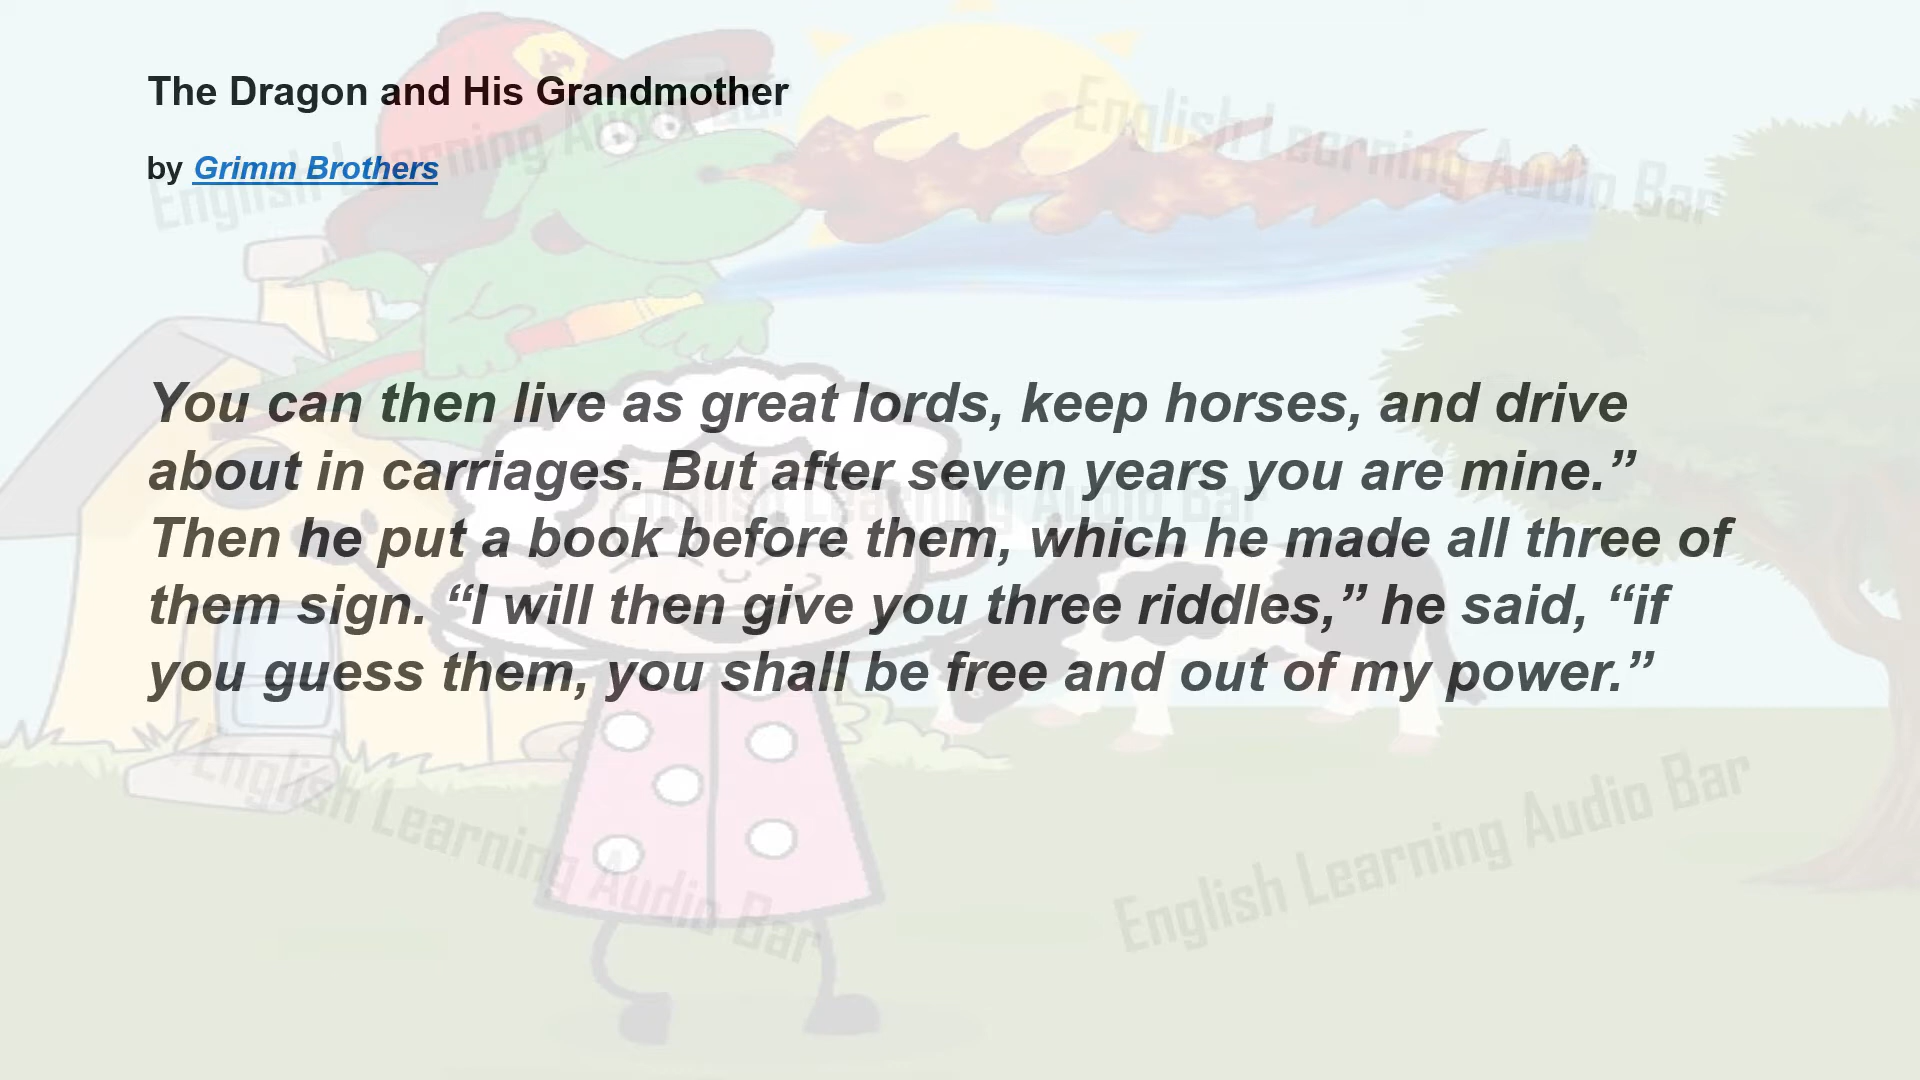 The Dragon and His Grandmother
by Grimm Brothers
You can then live as great lords, keep horses, and drive
about in carriages. But after seven years you are mine.”
Then he put a book before them, which he made all three of
them sign. “I will then give you three riddles,” he said, “if
you guess them, you shall be free and out of my power.”
English Learning Audio Bar
English Learning Audio Bar
English Learning Audio Bar
English Learning Audio Bar
English Learning Audio Bar